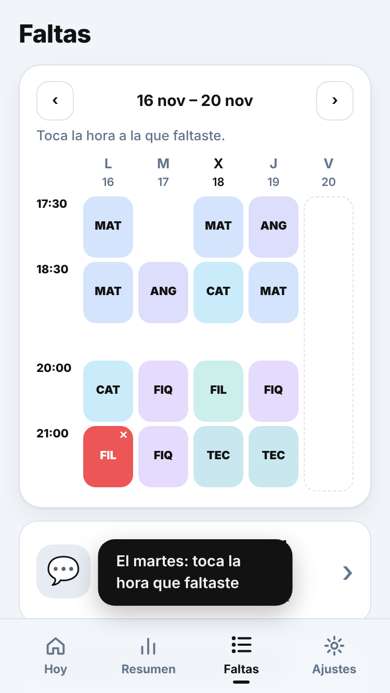 Faltas
‹ 16 nov – 20 nov ›
Toca la hora a la que faltaste.
L M X J V
16 17 18 19 20
17:30 MAT MAT ANG
18:30 MAT ANG CAT MAT
20:00 CAT FIQ FIL FIQ
21:00 FIL × FIQ TEC TEC
El martes: toca la
hora que faltaste
Hoy Resumen Faltas Ajustes